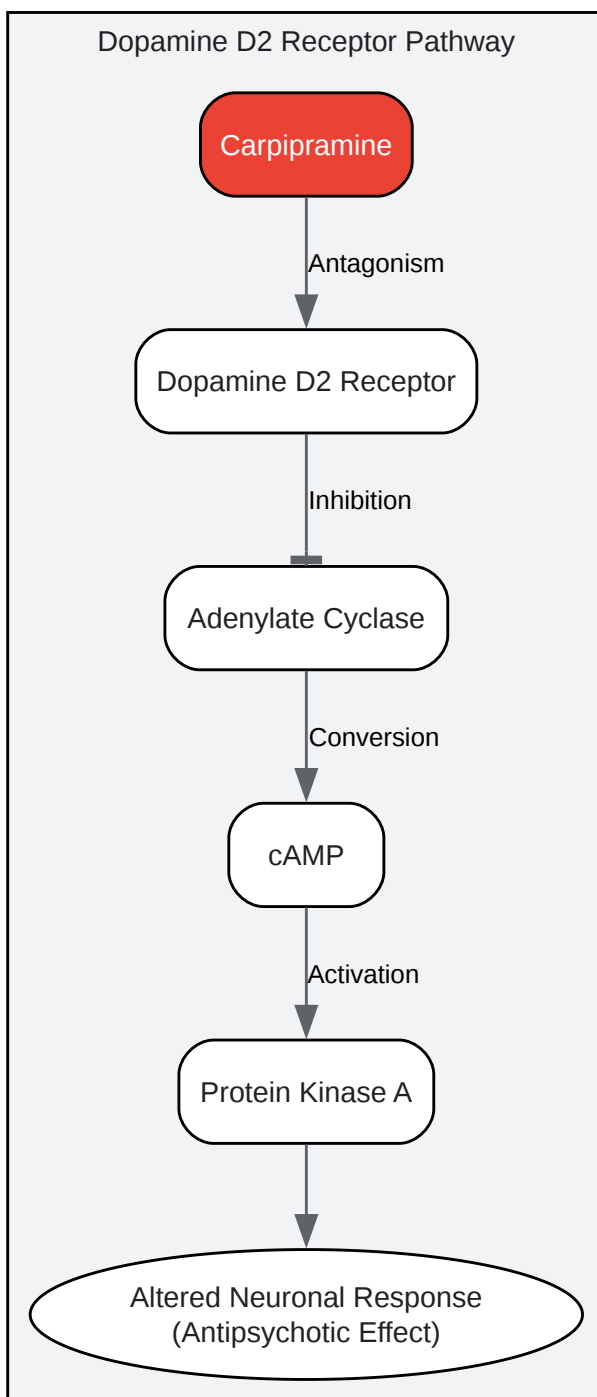 Dopamine D2 Receptor Pathway
Carpipramine
Antagonism
Dopamine D2 Receptor
Inhibition
Adenylate Cyclase
Conversion
cAMP
Activation
Protein Kinase A
Altered Neuronal Response
(Antipsychotic Effect)